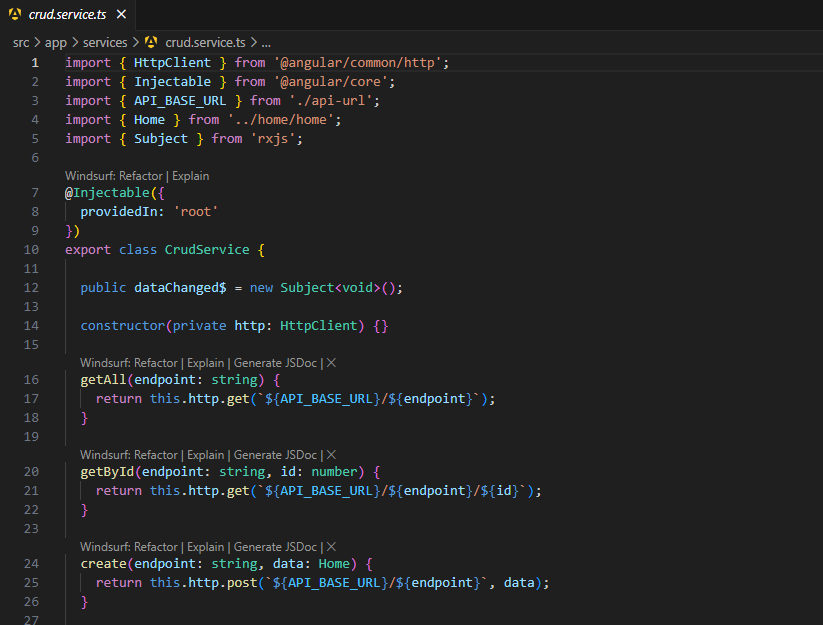 crud.service.ts ×
src > app > services > crud.service.ts > ...
1 import { HttpClient } from '@angular/common/http';
2 import { Injectable } from '@angular/core';
3 import { API_BASE_URL } from './api-url';
4 import { Home } from '../home/home';
5 import { Subject } from 'rxjs';
6
Windsurf: Refactor | Explain
7 @Injectable({
8   providedIn: 'root'
9 })
10 export class CrudService {
11
12   public dataChanged$ = new Subject<void>();
13
14   constructor(private http: HttpClient) {}
15
Windsurf: Refactor | Explain | Generate JSDoc | ×
16   getAll(endpoint: string) {
17     return this.http.get(`${API_BASE_URL}/${endpoint}`);
18   }
19
Windsurf: Refactor | Explain | Generate JSDoc | ×
20   getById(endpoint: string, id: number) {
21     return this.http.get(`${API_BASE_URL}/${endpoint}/${id}`);
22   }
23
Windsurf: Refactor | Explain | Generate JSDoc | ×
24   create(endpoint: string, data: Home) {
25     return this.http.post(`${API_BASE_URL}/${endpoint}`, data);
26   }
27